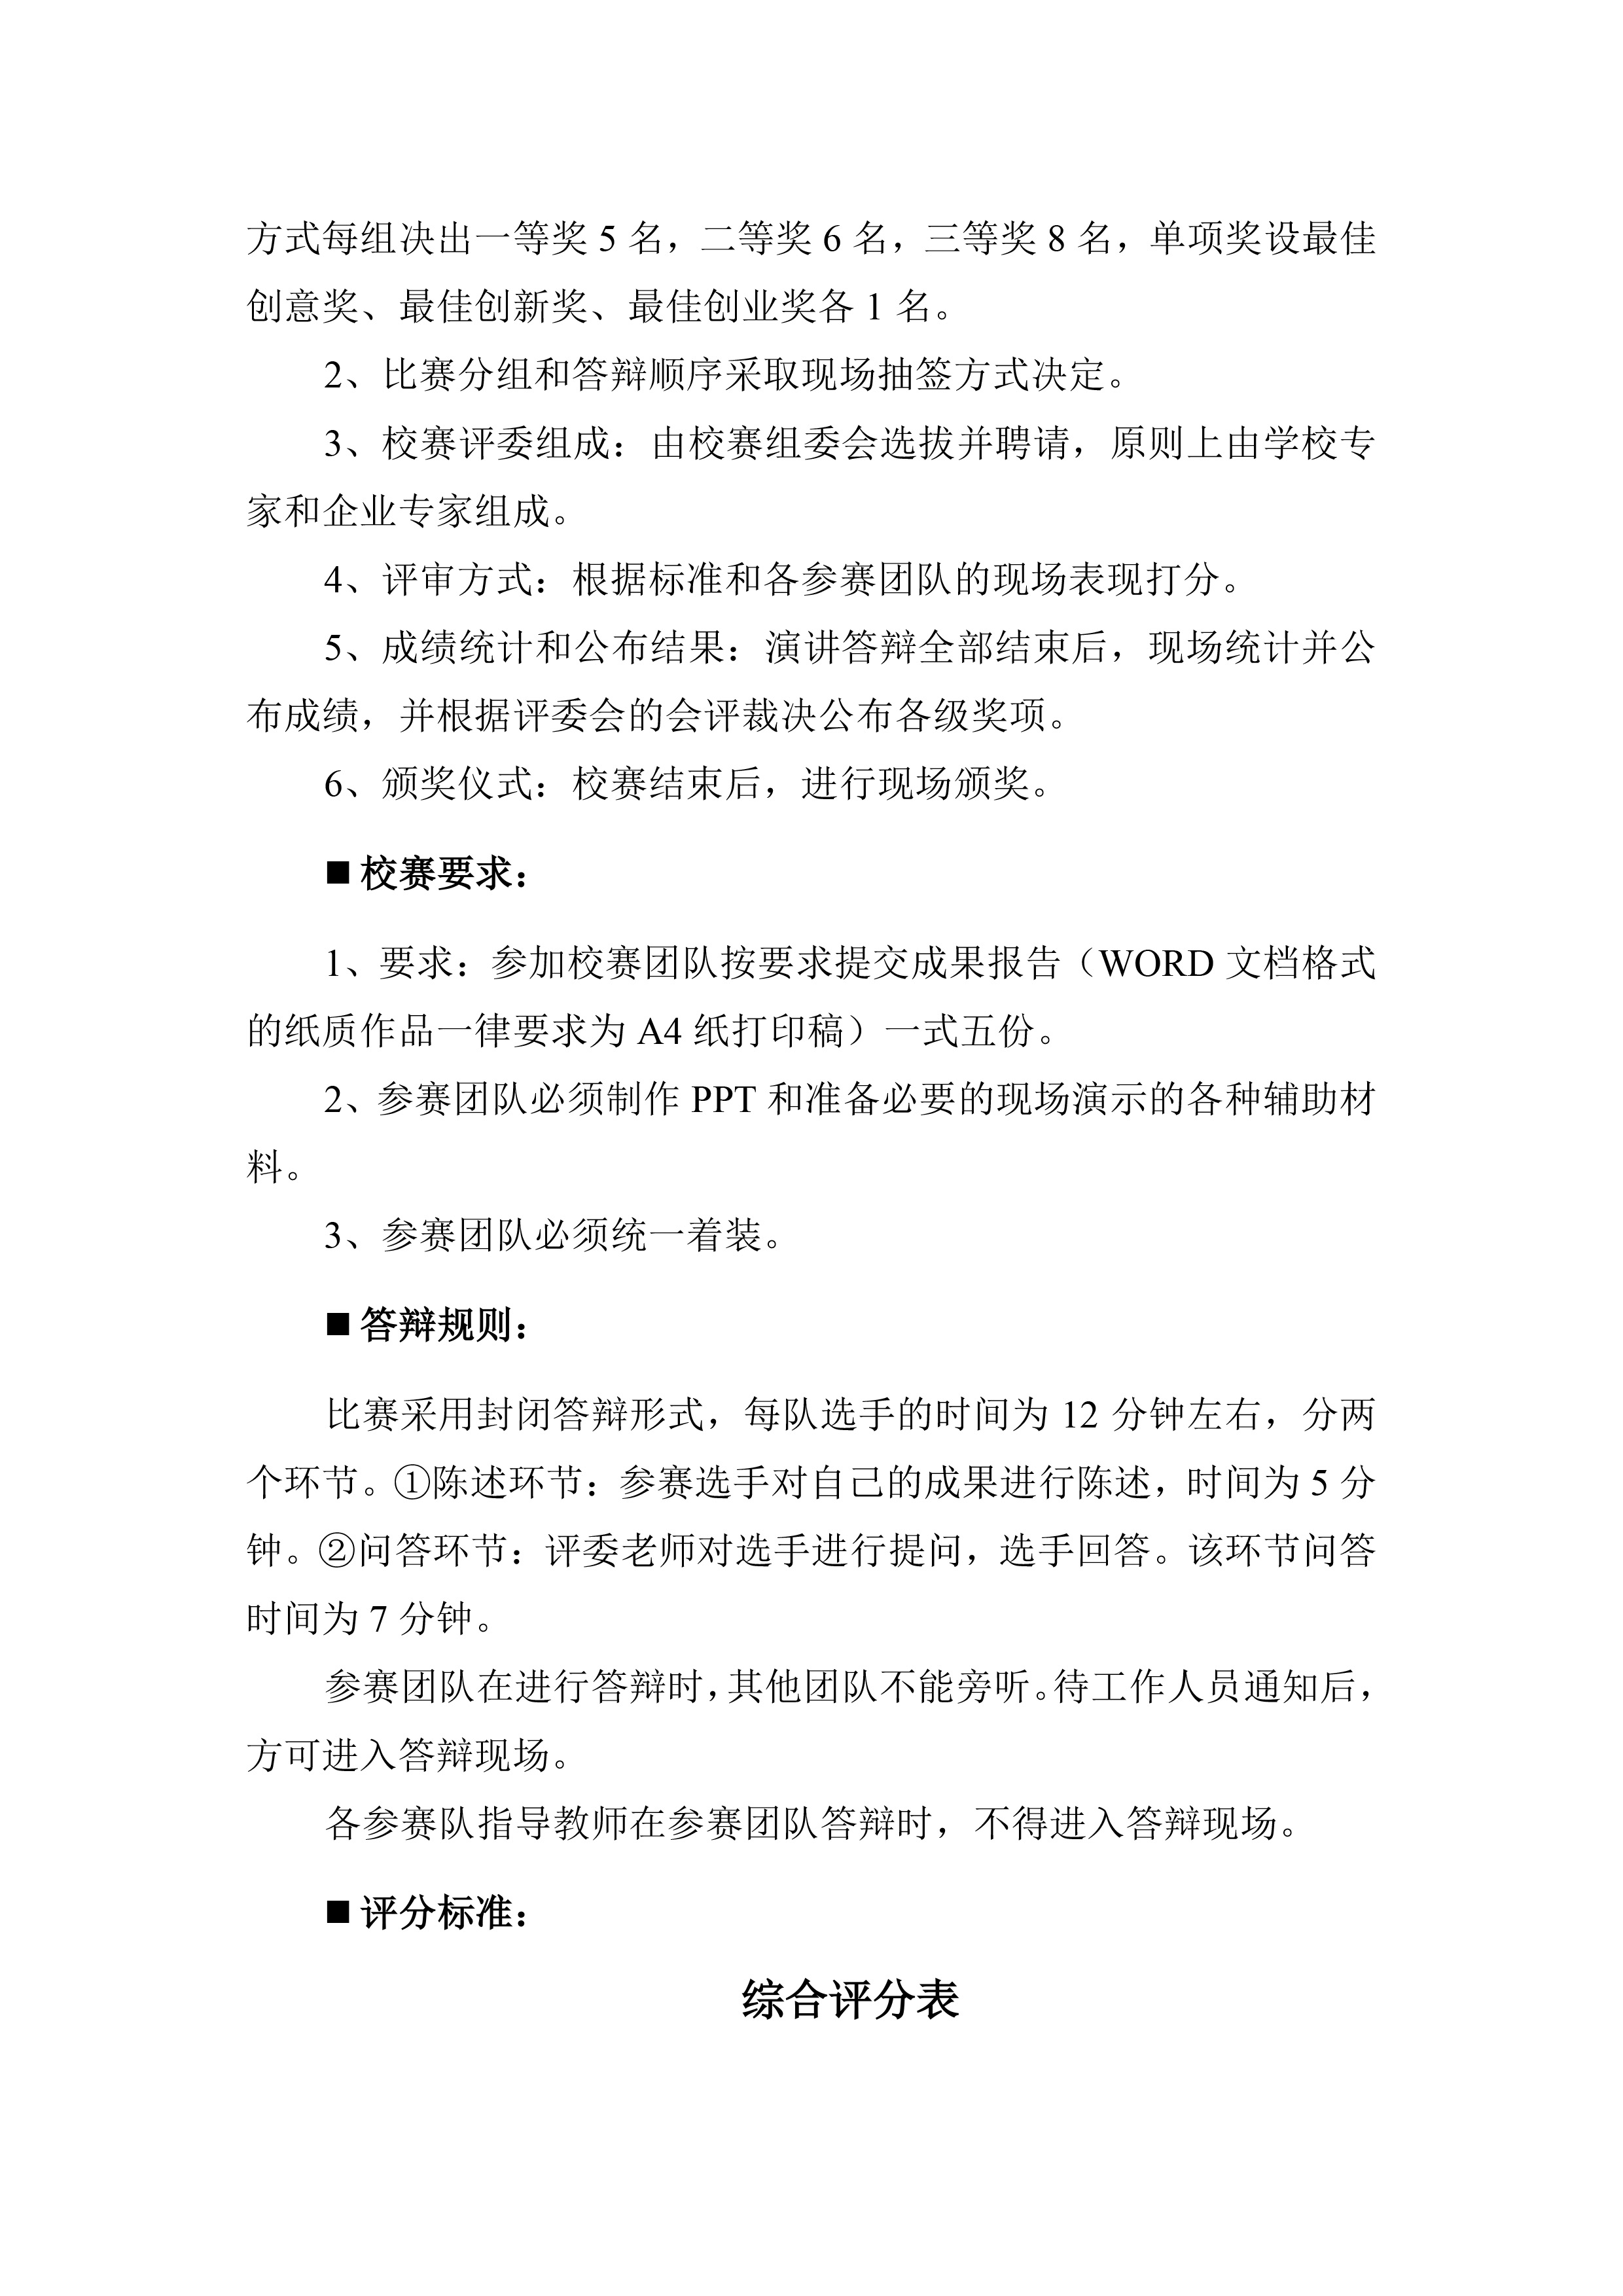 方式每组决出一等奖 5 名，二等奖 6 名，三等奖 8 名，单项奖设最佳
创意奖、最佳创新奖、最佳创业奖各 1 名。
2、比赛分组和答辩顺序采取现场抽签方式决定。
3、校赛评委组成：由校赛组委会选拔并聘请，原则上由学校专
家和企业专家组成。
4、评审方式：根据标准和各参赛团队的现场表现打分。
5、成绩统计和公布结果：演讲答辩全部结束后，现场统计并公
布成绩，并根据评委会的会评裁决公布各级奖项。
6、颁奖仪式：校赛结束后，进行现场颁奖。
■ 校赛要求：
1、要求：参加校赛团队按要求提交成果报告（WORD 文档格式
的纸质作品一律要求为 A4 纸打印稿）一式五份。
2、参赛团队必须制作 PPT 和准备必要的现场演示的各种辅助材
料。
3、参赛团队必须统一着装。
■ 答辩规则：
比赛采用封闭答辩形式，每队选手的时间为 12 分钟左右，分两
个环节。①陈述环节：参赛选手对自己的成果进行陈述，时间为 5 分
钟。②问答环节：评委老师对选手进行提问，选手回答。该环节问答
时间为 7 分钟。
参赛团队在进行答辩时，其他团队不能旁听。待工作人员通知后，
方可进入答辩现场。
各参赛队指导教师在参赛团队答辩时，不得进入答辩现场。
■ 评分标准：
综合评分表